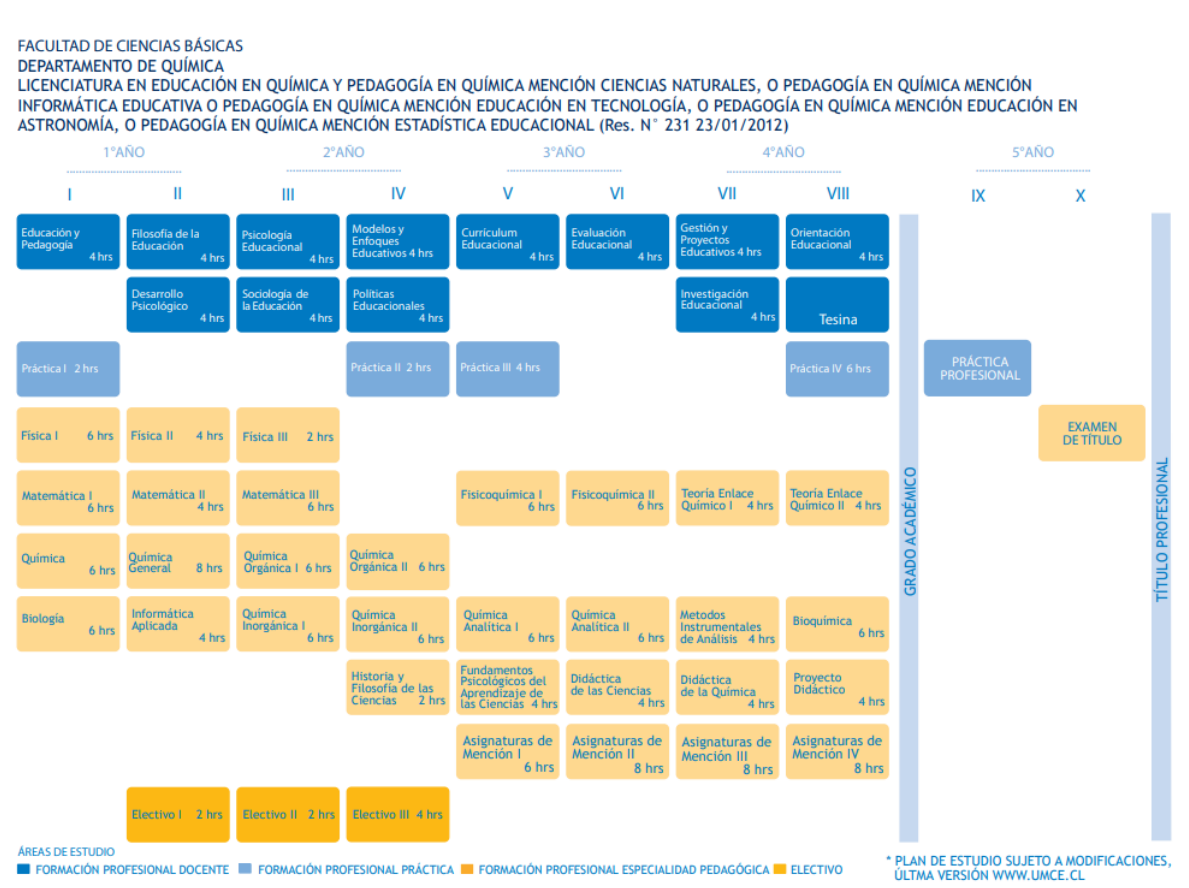 FACULTAD DE CIENCIAS BÁSICAS
DEPARTAMENTO DE QUÍMICA
LICENCIATURA EN EDUCACIÓN EN QUÍMICA Y PEDAGOGÍA EN QUÍMICA MENCIÓN CIENCIAS NATURALES, O PEDAGOGÍA EN QUÍMICA MENCIÓN
INFORMÁTICA EDUCATIVA O PEDAGOGÍA EN QUÍMICA MENCIÓN EDUCACIÓN EN TECNOLOGÍA, O PEDAGOGÍA EN QUÍMICA MENCIÓN EDUCACIÓN EN
ASTRONOMÍA, O PEDAGOGÍA EN QUÍMICA MENCIÓN ESTADÍSTICA EDUCACIONAL (Res. N° 231 23/01/2012)
1°AÑO
2°AÑO
3°AÑO
4°AÑO
5°AÑO
I
II
III
IV
V
VI
VII
VIII
IX
X
Educación y
Pedagogía
4 hrs
Filosofía de la
Educación
4 hrs
Psicología
Educacional
4 hrs
Modelos y
Enfoques
Educativos 4 hrs
Currículum
Educacional
4 hrs
Evaluación
Educacional
4 hrs
Gestión y
Proyectos
Educativos 4 hrs
Orientación
Educacional
4 hrs
Desarrollo
Psicológico
4 hrs
Sociología de
la Educación
4 hrs
Políticas
Educacionales
4 hrs
Investigación
Educacional
4 hrs
Tesina
Práctica I 2 hrs
Práctica II 2 hrs
Práctica III 4 hrs
Práctica IV 6 hrs
PRÁCTICA
PROFESIONAL
Física I 6 hrs
Física II 4 hrs
Física III 2 hrs
EXAMEN
DE TÍTULO
Matemática I
6 hrs
Matemática II
4 hrs
Matemática III
6 hrs
Fisicoquímica I
6 hrs
Fisicoquímica II
6 hrs
Teoría Enlace
Químico I 4 hrs
Teoría Enlace
Químico II 4 hrs
Química
6 hrs
Química
General 8 hrs
Química
Orgánica I 6 hrs
Química
Orgánica II 6 hrs
Biología
6 hrs
Informática
Aplicada
4 hrs
Química
Inorgánica I
6 hrs
Química
Inorgánica II
6 hrs
Química
Analítica I
6 hrs
Química
Analítica II
6 hrs
Metodos
Instrumentales
de Análisis 4 hrs
Bioquímica
6 hrs
Historia y
Filosofía de las
Ciencias 2 hrs
Fundamentos
Psicológicos del
Aprendizaje de
las Ciencias 4 hrs
Didáctica
de las Ciencias
4 hrs
Didáctica
de la Química
4 hrs
Proyecto
Didáctico
4 hrs
Asignaturas de
Mención I
6 hrs
Asignaturas de
Mención II
8 hrs
Asignaturas de
Mención III
8 hrs
Asignaturas de
Mención IV
8 hrs
Electivo I 2 hrs
Electivo II 2 hrs
Electivo III 4 hrs
GRADO ACADÉMICO
TÍTULO PROFESIONAL
ÁREAS DE ESTUDIO
FORMACIÓN PROFESIONAL DOCENTE
FORMACIÓN PROFESIONAL PRÁCTICA
FORMACIÓN PROFESIONAL ESPECIALIDAD PEDAGÓGICA
ELECTIVO
* PLAN DE ESTUDIO SUJETO A MODIFICACIONES,
ÚLTMA VERSIÓN WWW.UMCE.CL